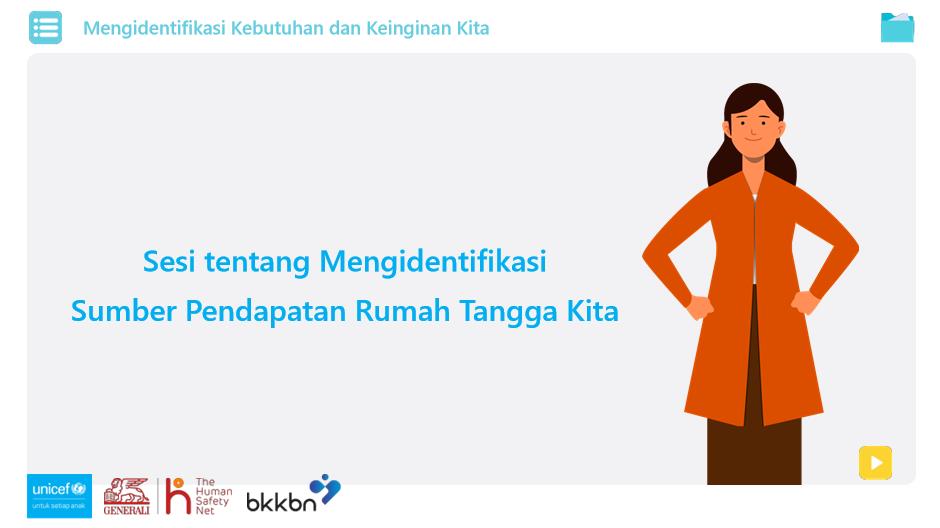 Mengidentifikasi Kebutuhan dan Keinginan Kita
Sesi tentang Mengidentifikasi
Sumber Pendapatan Rumah Tangga Kita
unicef
untuk setiap anak
GENERALI
The
Human
Safety
Net
bkkbn